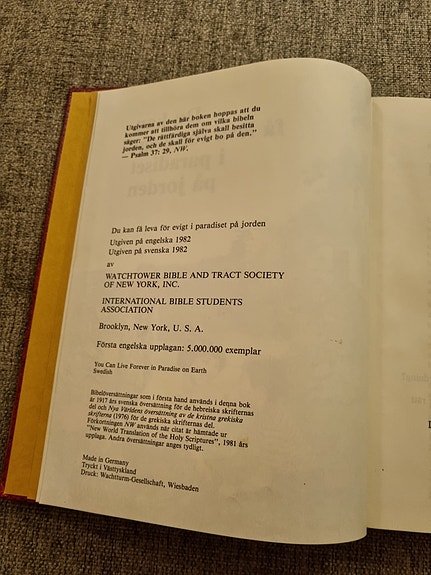 Utgivarna av den här boken hoppas att du
kommer att tillhöra dem om vilka bibeln
säger: "De rättfärdiga själva skall besitta
jorden, och de skall för evigt bo på den."
— Psalm 37: 29, NW.
Du kan få leva för evigt i paradiset på jorden
Utgiven på engelska 1982
Utgiven på svenska 1982
av
WATCHTOWER BIBLE AND TRACT SOCIETY
OF NEW YORK, INC.
INTERNATIONAL BIBLE STUDENTS
ASSOCIATION
Brooklyn, New York, U. S. A.
Första engelska upplagan: 5.000.000 exemplar
You Can Live Forever in Paradise on Earth
Swedish
Bibelöversättningar som i första hand används i denna bok
är 1917 års svenska översättning för de hebreiska skrifternas
del och Nya Världens översättning av de kristna grekiska
skrifterna (1976) för de grekiska skrifternas del.
Förkortningen NW används när citat är hämtade ur
"New World Translation of the Holy Scriptures", 1981 års
upplaga. Andra översättningar anges tydligt.
Made in Germany
Tryckt i Västtyskland
Druck: Wachtturm-Gesellschaft, Wiesbaden